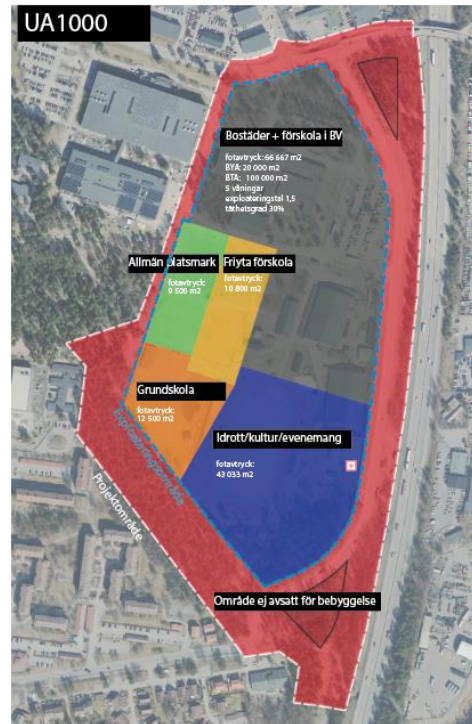 UA1000
Bostäder + förskola i BV
fotavtryck: 66 667 m2
BYA: 20 000 m2
BTA: 100 000 m2
5 våningar
exploateringstal 1,5
täthetsgrad 30%
Allmän platsmark
fotavtryck:
9 500 m2
Friyta förskola
fotavtryck:
10 800 m2
Grundskola
fotavtryck:
12 500 m2
Idrott/kultur/evenemang
fotavtryck:
43 033 m2
Exploateringsområde
Projektområde
Område ej avsatt för bebyggelse